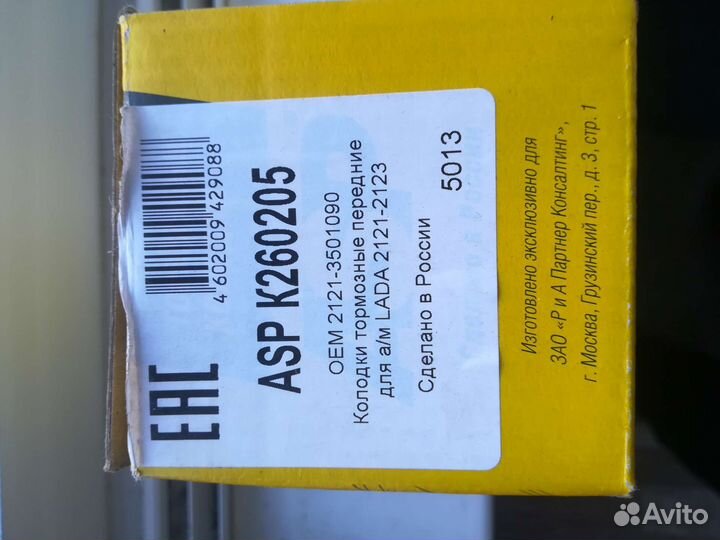 EAC
4 602009 429088
ASP K260205
OEM 2121-3501090
Колодки тормозные передние
для а/м LADA 2121-2123
Сделано в России
5013
Изготовлено эксклюзивно для
ЗАО «Р и А Партнер Консалтинг»,
г. Москва, Грузинский пер., д. 3, стр. 1
Avito